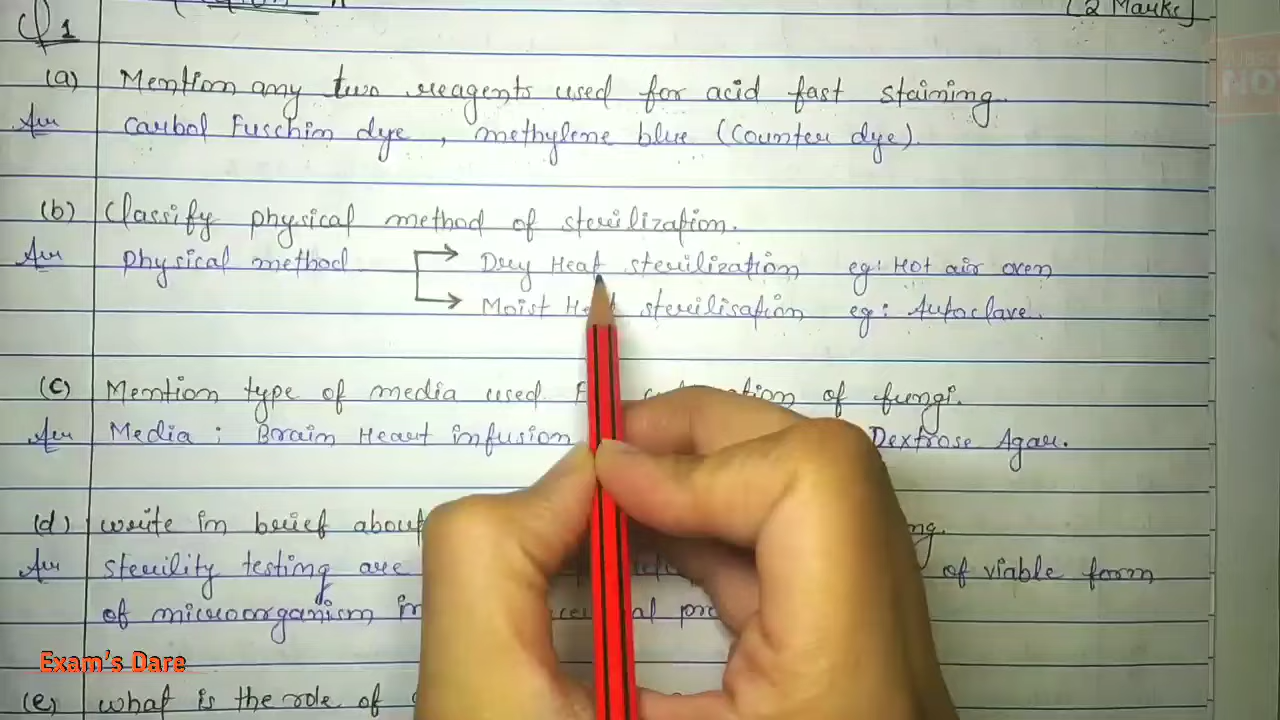 Q1 [2 Marks]
(a) Mention any two reagents used for acid fast staining.
Ans Carbol Fuschin dye, methylene blue (Counter dye).
(b) Classify physical method of sterilization.
Ans Physical method Dry Heat sterilization eg: Hot air oven
Moist Heat sterilisation eg: Autoclave.
(c) Mention type of media used of fungi.
Ans Media: Brain Heart infusion Dextrose Agar.
(d) write in brief about
Ans Sterility testing are of viable form
of microorganism in
Exam's Dare
(e) what is the role of